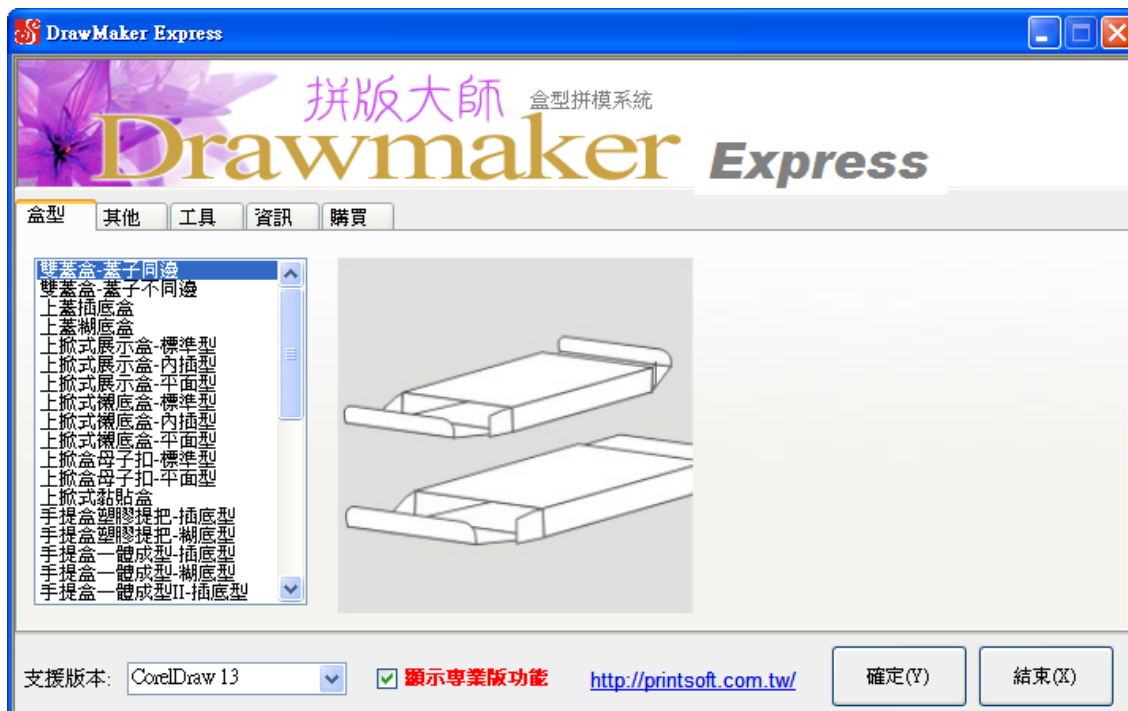 DrawMaker Express
拼版大師 盒型拼模系統
Drawmaker Express
盒型 其他 工具 資訊 購買
雙蓋盒-蓋子同邊
雙蓋盒-蓋子不同邊
上蓋插底盒
上蓋糊底盒
上掀式展示盒-標準型
上掀式展示盒-內插型
上掀式展示盒-平面型
上掀式襯底盒-標準型
上掀式襯底盒-內插型
上掀式襯底盒-平面型
上掀盒母子扣-標準型
上掀盒母子扣-平面型
上掀式黏貼盒
手提盒塑膠提把-插底型
手提盒塑膠提把-糊底型
手提盒一體成型-插底型
手提盒一體成型-糊底型
手提盒一體成型II-插底型
支援版本: CorelDraw 13 顯示專業版功能 http://printsoft.com.tw/ 確定(Y) 結束(X)